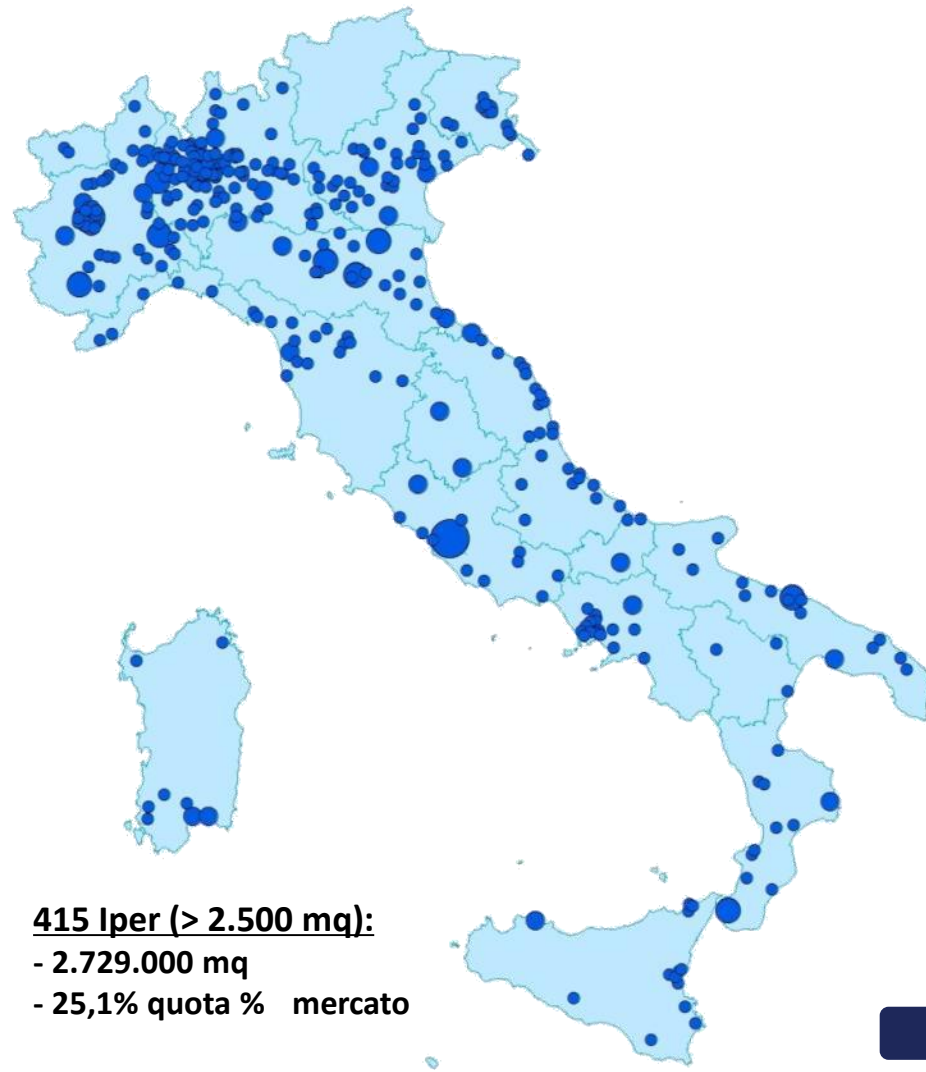 415 Iper (> 2.500 mq):
- 2.729.000 mq
- 25,1% quota % mercato